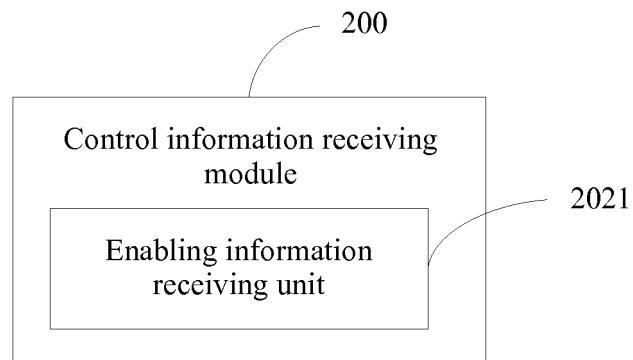 200
Control information receiving
module
2021
Enabling information
receiving unit